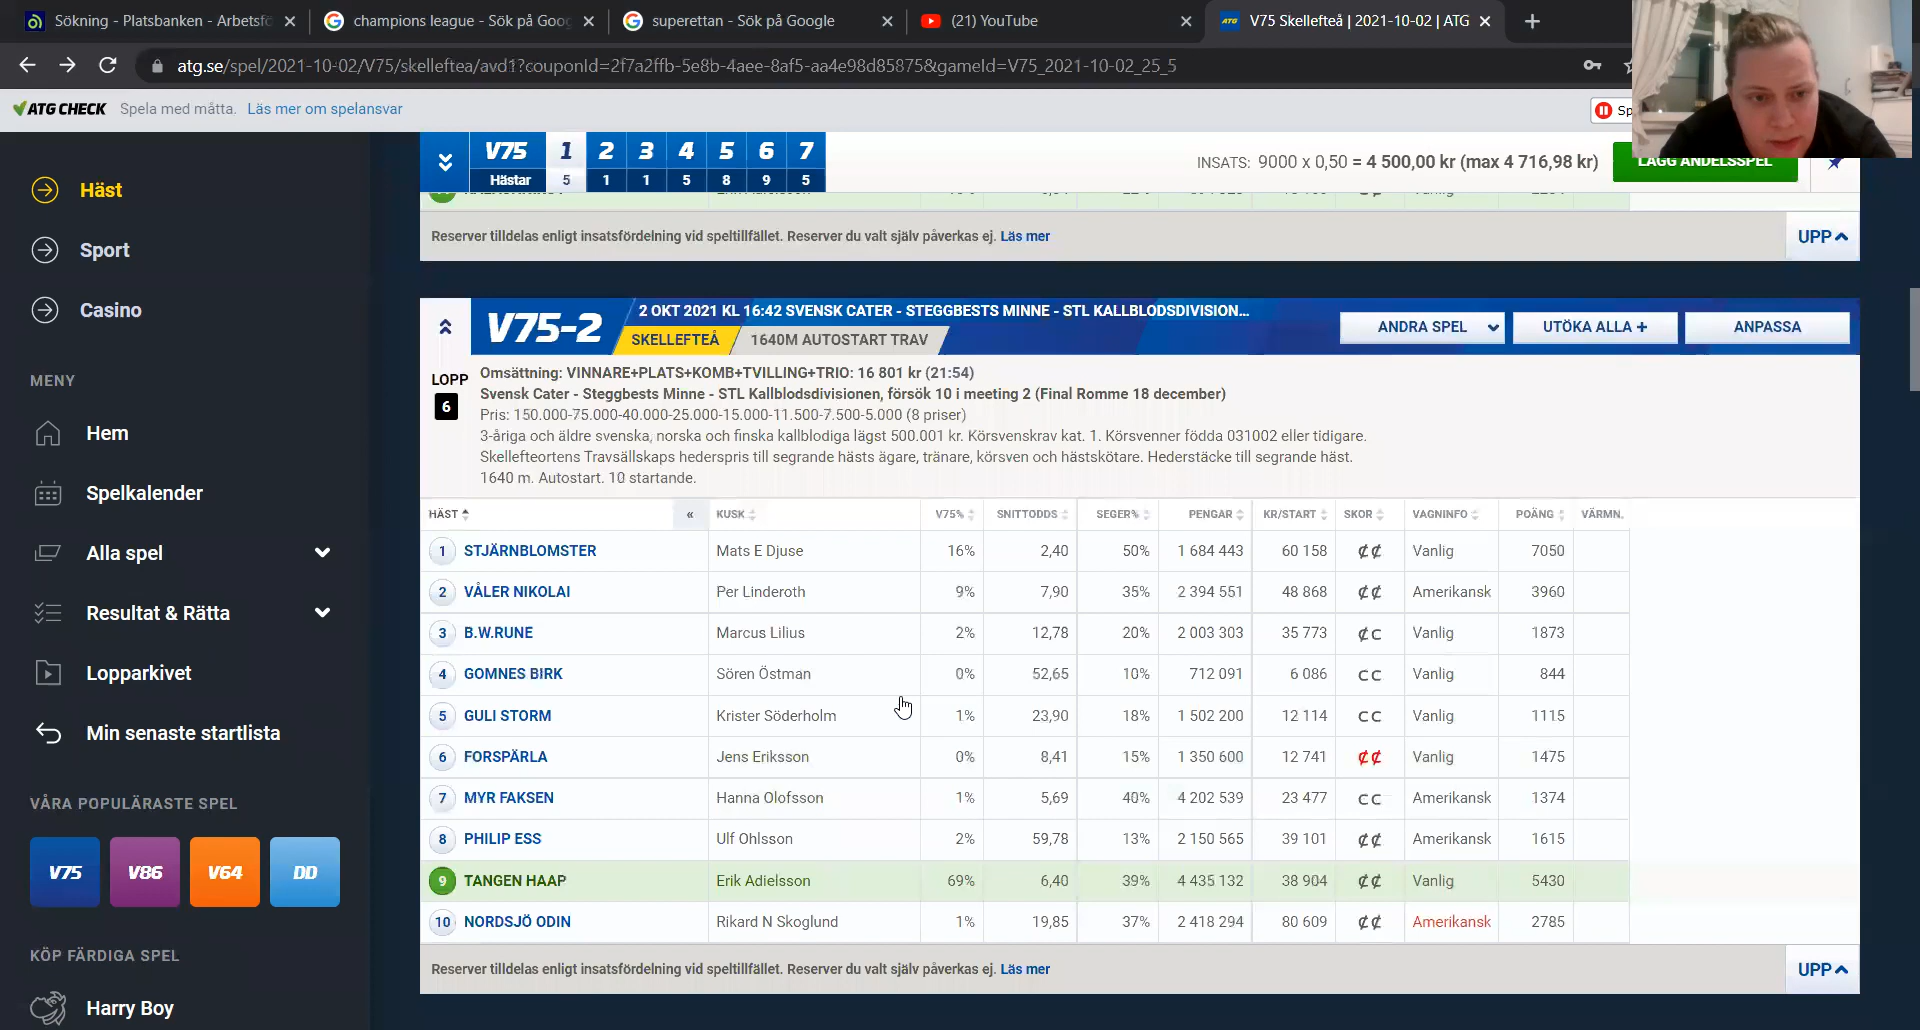 Sökning - Platsbanken - Arbetsfö
champions league - Sök på Goog
superettan - Sök på Google
(21) YouTube
V75 Skellefteå | 2021-10-02 | ATG
atg.se/spel/2021-10-02/V75/skelleftea/avd1?couponId=2f7a2ffb-5e8b-4aee-8af5-aa4e98d85875&gameId=V75_2021-10-02_25_5
ATG CHECK Spela med måtta. Läs mer om spelansvar
Sp
Häst
Sport
Casino
MENY
Hem
Spelkalender
Alla spel
Resultat & Rätta
Lopparkivet
Min senaste startlista
VÅRA POPULÄRASTE SPEL
V75 V86 V64 DD
KÖP FÄRDIGA SPEL
Harry Boy
V75 1 2 3 4 5 6 7
Hästar 5 1 1 5 8 9 5
INSATS: 9000 x 0,50 = 4 500,00 kr (max 4 716,98 kr)
LÄGG ANDELSSPEL
Reserver tilldelas enligt insatsfördelning vid speltillfället. Reserver du valt själv påverkas ej. Läs mer
UPP
V75-2
2 OKT 2021 KL 16:42 SVENSK CATER - STEGGBESTS MINNE - STL KALLBLODSDIVISION...
SKELLEFTEÅ 1640M AUTOSTART TRAV
ANDRA SPEL UTÖKA ALLA + ANPASSA
LOPP
6
Omsättning: VINNARE+PLATS+KOMB+TVILLING+TRIO: 16 801 kr (21:54)
Svensk Cater - Steggbests Minne - STL Kallblodsdivisionen, försök 10 i meeting 2 (Final Romme 18 december)
Pris: 150.000-75.000-40.000-25.000-15.000-11.500-7.500-5.000 (8 priser)
3-åriga och äldre svenska, norska och finska kallblodiga lägst 500.001 kr. Körsvenskrav kat. 1. Körsvenner födda 031002 eller tidigare.
Skellefteortens Travsällskaps hederspris till segrande hästs ägare, tränare, körsven och hästskötare. Hederstäcke till segrande häst.
1640 m. Autostart. 10 startande.
HÄST « KUSK V75% SNITTODDS SEGER% PENGAR KR/START SKOR VAGNINFO POÄNG VÄRMN.
1 STJÄRNBLOMSTER Mats E Djuse 16% 2,40 50% 1 684 443 60 158 ₵₵ Vanlig 7050
2 VÅLER NIKOLAI Per Linderoth 9% 7,90 35% 2 394 551 48 868 ₵₵ Amerikansk 3960
3 B.W.RUNE Marcus Lilius 2% 12,78 20% 2 003 303 35 773 ₵C Vanlig 1873
4 GOMNES BIRK Sören Östman 0% 52,65 10% 712 091 6 086 CC Vanlig 844
5 GULI STORM Krister Söderholm 1% 23,90 18% 1 502 200 12 114 CC Vanlig 1115
6 FORSPÄRLA Jens Eriksson 0% 8,41 15% 1 350 600 12 741 ₵₵ Vanlig 1475
7 MYR FAKSEN Hanna Olofsson 1% 5,69 40% 4 202 539 23 477 CC Amerikansk 1374
8 PHILIP ESS Ulf Ohlsson 2% 59,78 13% 2 150 565 39 101 ₵₵ Amerikansk 1615
9 TANGEN HAAP Erik Adielsson 69% 6,40 39% 4 435 132 38 904 ₵₵ Vanlig 5430
10 NORDSJÖ ODIN Rikard N Skoglund 1% 19,85 37% 2 418 294 80 609 ₵₵ Amerikansk 2785
Reserver tilldelas enligt insatsfördelning vid speltillfället. Reserver du valt själv påverkas ej. Läs mer
UPP